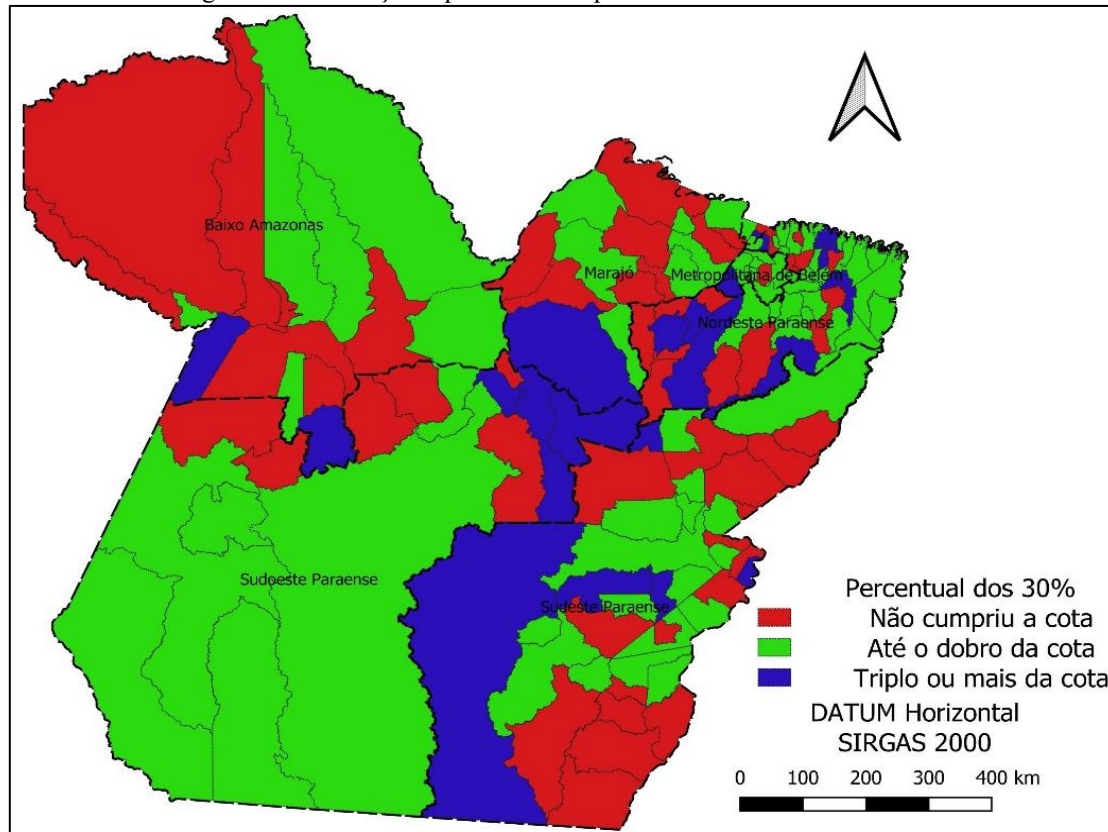 Baixo Amazonas
Marajó
Metropolitana de Belém
Nordeste Paraense
Sudoeste Paraense
Sudeste Paraense
Percentual dos 30%
Não cumpriu a cota
Até o dobro da cota
Triplo ou mais da cota
DATUM Horizontal
SIRGAS 2000
0 100 200 300 400 km